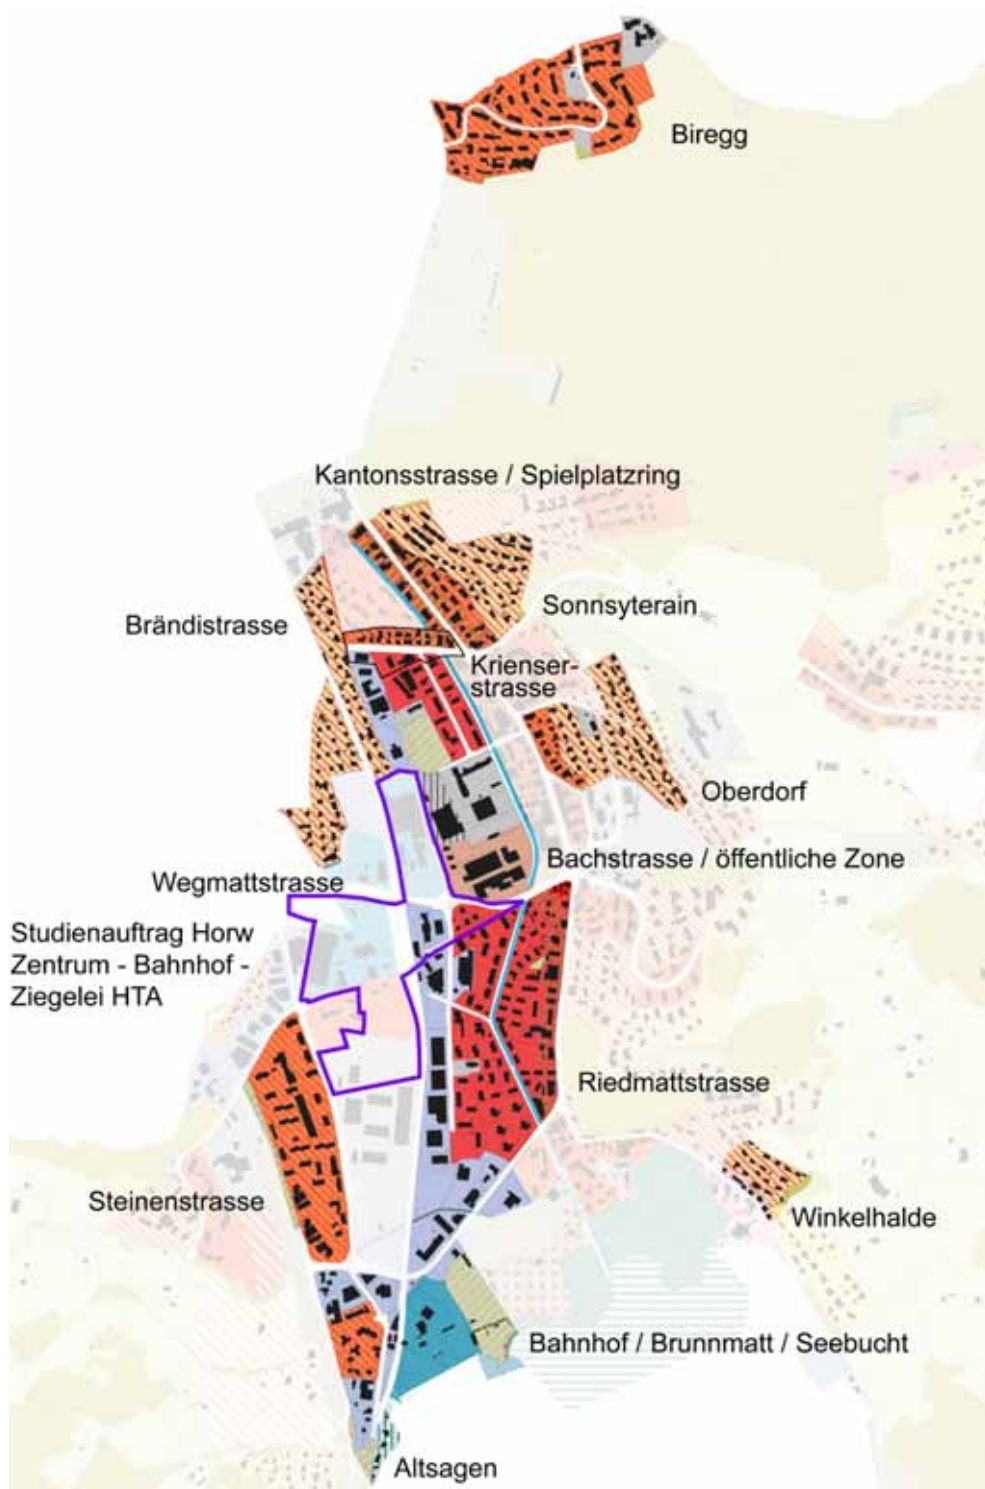 Biregg
Kantonsstrasse / Spielplatzring
Sonnsyterain
Brändistrasse
Krienser-
strasse
Oberdorf
Bachstrasse / öffentliche Zone
Wegmattstrasse
Studienauftrag Horw
Zentrum - Bahnhof -
Ziegelei HTA
Riedmattstrasse
Steinenstrasse
Winkelhalde
Bahnhof / Brunnmatt / Seebucht
Altsagen